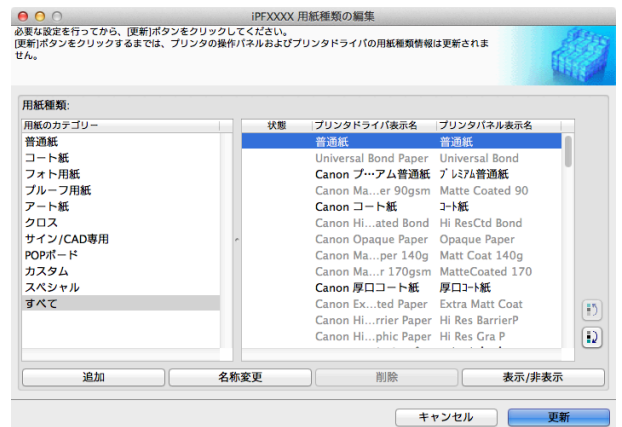 iPFXXXX 用紙種類の編集
必要な設定を行ってから、[更新]ボタンをクリックしてください。
[更新]ボタンをクリックするまでは、プリンタの操作パネルおよびプリンタドライバの用紙種類情報は更新されま
せん。
用紙種類:
用紙のカテゴリー
普通紙
コート紙
フォト用紙
プルーフ用紙
アート紙
クロス
サイン/CAD専用
POPボード
カスタム
スペシャル
すべて
状態 プリンタドライバ表示名 プリンタパネル表示名
普通紙 普通紙
Universal Bond Paper Universal Bond
Canon プ…アム普通紙 プレミアム普通紙
Canon Ma…er 90gsm Matte Coated 90
Canon コート紙 コート紙
Canon Hi…ated Bond Hi ResCtd Bond
Canon Opaque Paper Opaque Paper
Canon Ma…per 140g Matt Coat 140g
Canon Ma…r 170gsm MatteCoated 170
Canon 厚口コート紙 厚口コート紙
Canon Ex…ted Paper Extra Matt Coat
Canon Hi…rrier Paper Hi Res BarrierP
Canon Hi…phic Paper Hi Res Gra P
追加 名称変更 削除 表示/非表示
キャンセル 更新